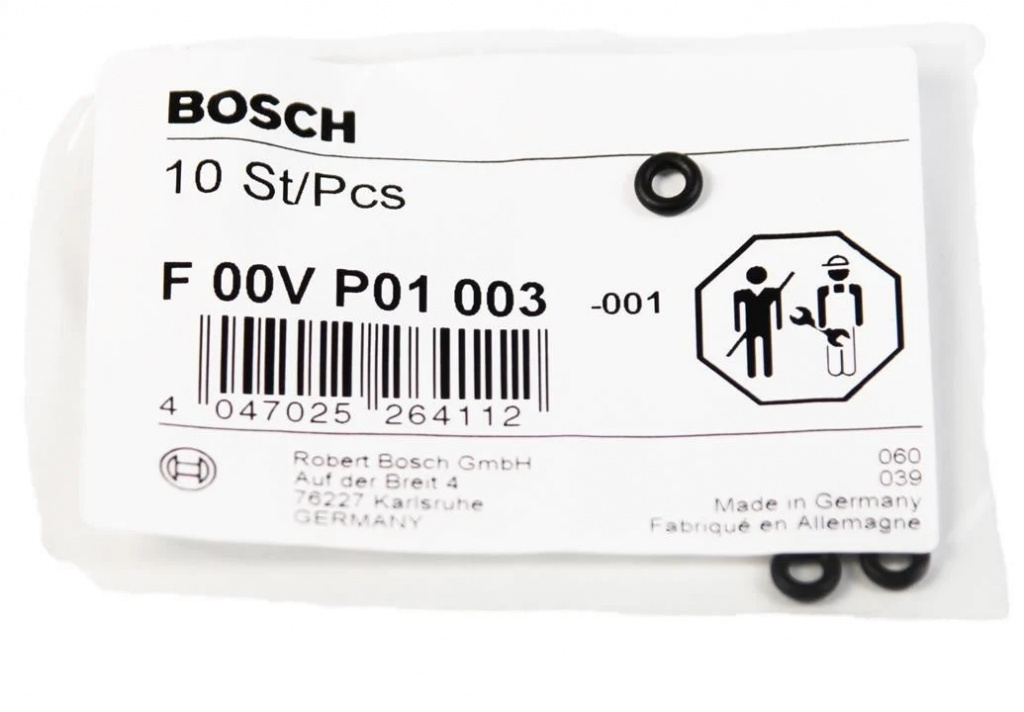 BOSCH
10 St/Pcs
F 00V P01 003 -001
4 047025 264112
Robert Bosch GmbH
Auf der Breit 4
76227 Karlsruhe
GERMANY
060
039
Made in Germany
Fabriqué en Allemagne